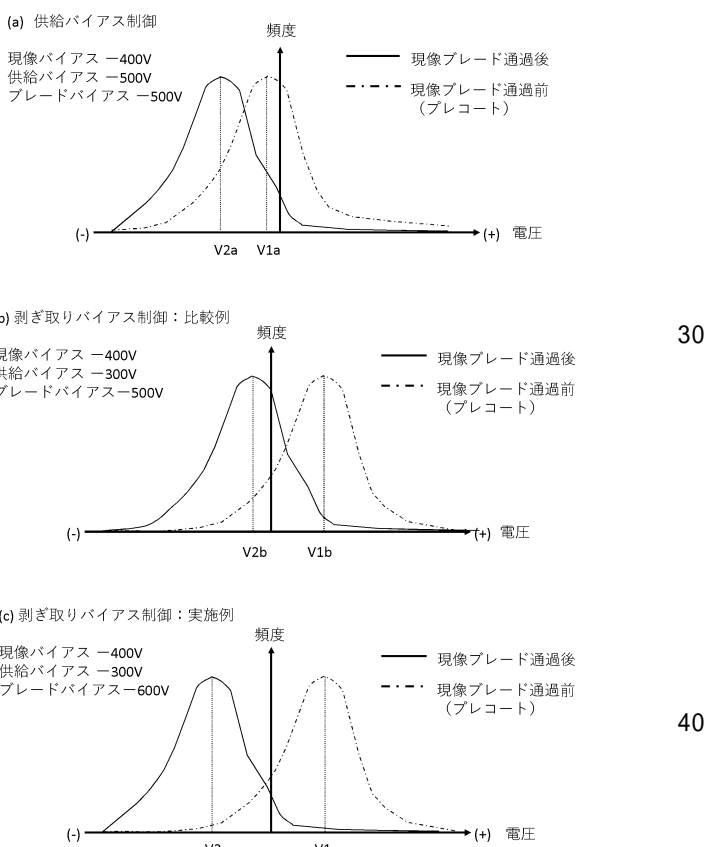 (a) 供給バイアス制御
頻度
現像バイアス －400V
供給バイアス －500V
ブレードバイアス －500V
現像ブレード通過後
現像ブレード通過前
（プレコート）
(-)
(+) 電圧
V2a V1a
b) 剥ぎ取りバイアス制御：比較例
頻度
30
現像バイアス －400V
供給バイアス －300V
ブレードバイアス－500V
現像ブレード通過後
現像ブレード通過前
（プレコート）
(-)
(+) 電圧
V2b V1b
(c) 剥ぎ取りバイアス制御：実施例
頻度
現像バイアス －400V
供給バイアス －300V
ブレードバイアス－600V
現像ブレード通過後
現像ブレード通過前
（プレコート）
40
(-)
(+) 電圧